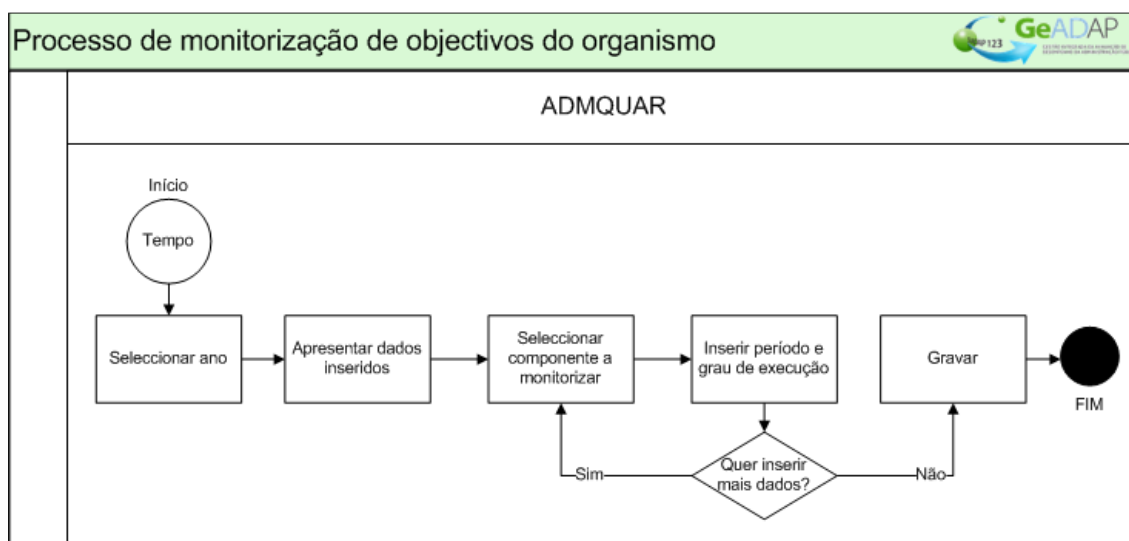 Processo de monitorização de objectivos do organismo
123
GeADAP
ADMQUAR
Início
Tempo
Seleccionar ano
Apresentar dados
inseridos
Seleccionar
componente a
monitorizar
Inserir período e
grau de execução
Gravar
FIM
Quer inserir
mais dados?
Sim
Não